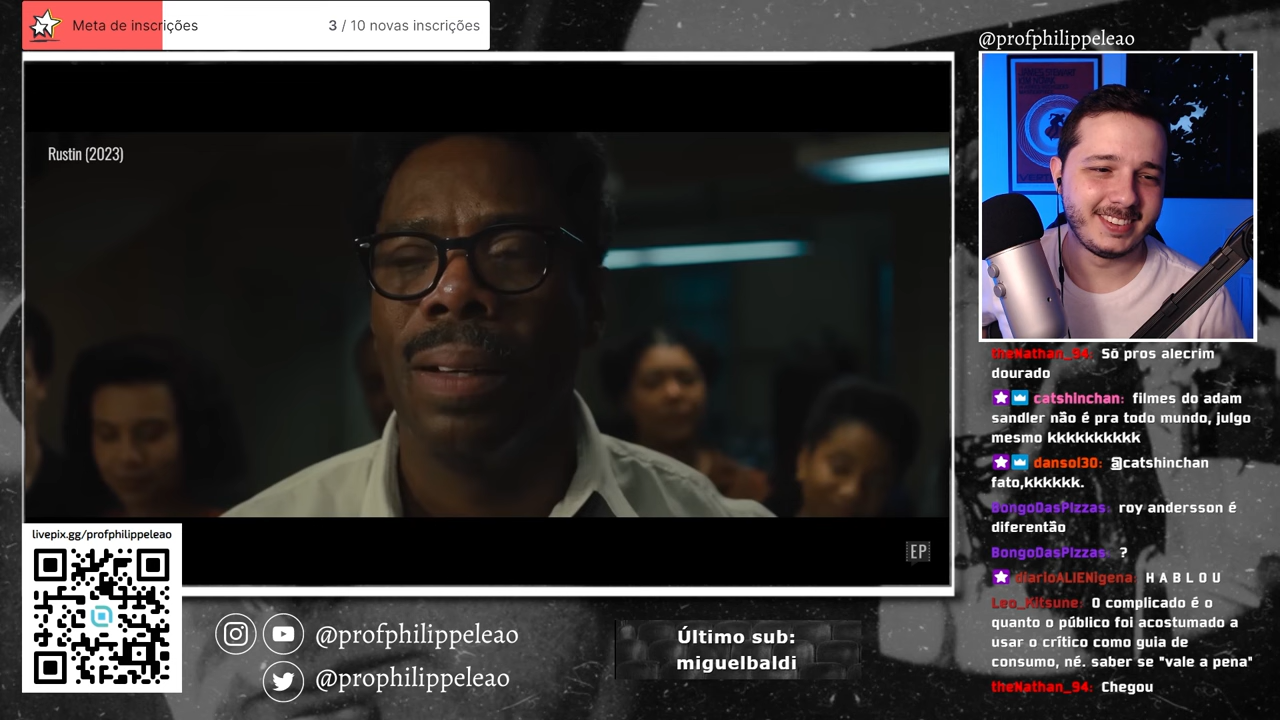 Meta de inscrições
3 / 10 novas inscrições
@profphilippeleao
Rustin (2023)
EP
theNathan_94: Só pros alecrim
dourado
catshinchan: filmes do adam
sandler não é pra todo mundo, julgo
mesmo kkkkkkkkkk
dansol30: @catshinchan
fato,kkkkkk.
BongoDasPIzzas: roy andersson é
diferentão
BongoDasPIzzas: ?
diarioALIENigena: H A B L O U
Leo_Kitsune: O complicado é o
quanto o público foi acostumado a
usar o crítico como guia de
consumo, né. saber se "vale a pena"
theNathan_94: Chegou
livepix.gg/profphilippeleao
@profphilippeleao
@prophilippeleao
Último sub:
miguelbaldi